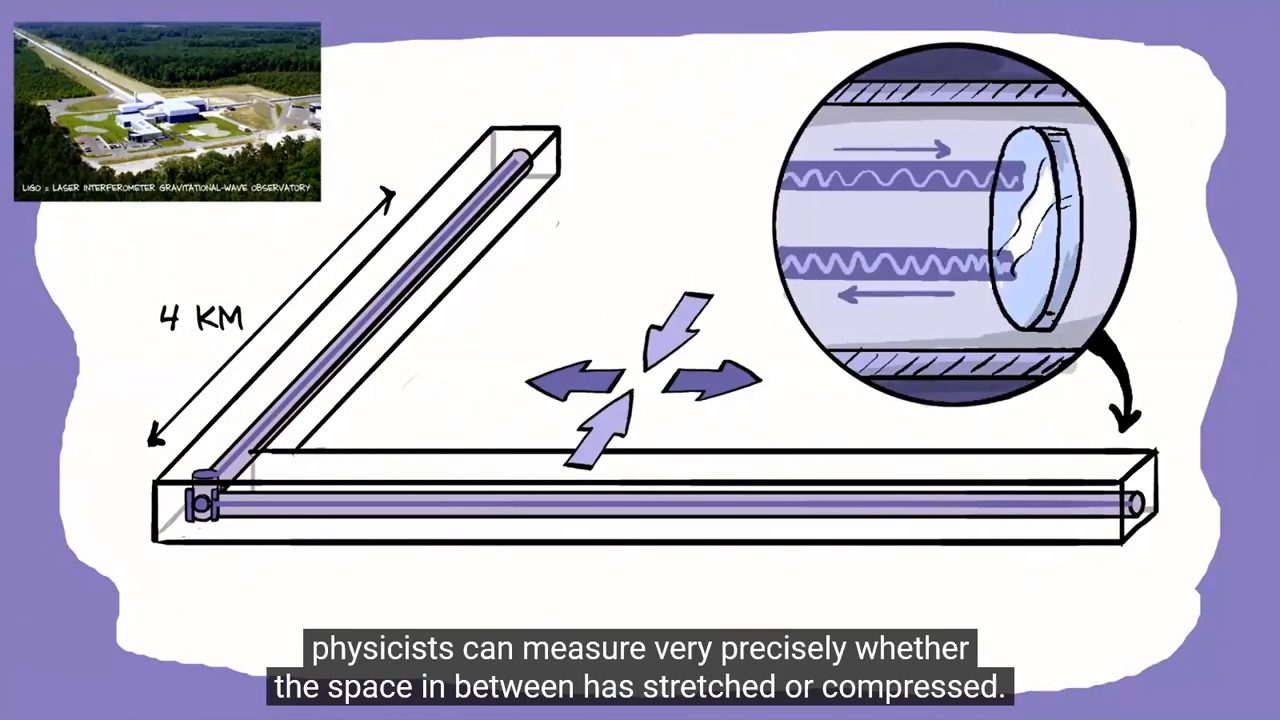 LIGO = LASER INTERFEROMETER GRAVITATIONAL-WAVE OBSERVATORY
4 KM
physicists can measure very precisely whether
the space in between has stretched or compressed.